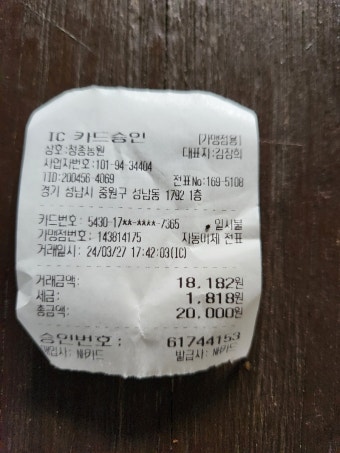 IC 카드승인 [가맹점용]
상호:청종농원 대표자:김창희
사업자번호:101-94-34404
TID:200456 4069 전표No:169-5108
경기 성남시 중원구 성남동 1792 1층
카드번호 : 5430-17**-****-7365 일시불
가맹점번호 : 143814175 자동이체 전표
거래일시 : 24/03/27 17:42:03(IC)
거래금액: 18,182원
세금: 1,818원
총금액: 20,000원
승인번호: 61744153
매입사: NH카드 발급사: NH카드